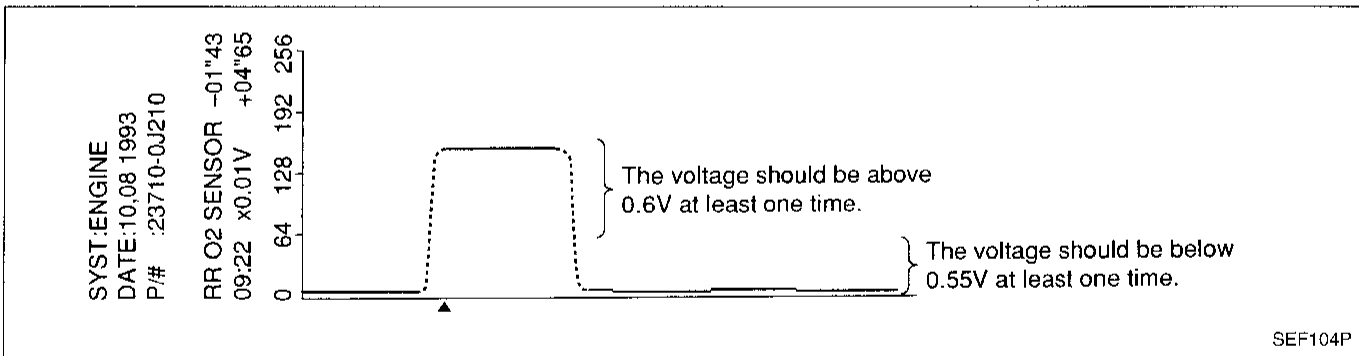 SYST:ENGINE
DATE:10,08 1993
P/# :23710-0J210
RR O2 SENSOR -01"43
09:22 x0.01V +04"65
256
192
128
64
0
The voltage should be above
0.6V at least one time.
The voltage should be below
0.55V at least one time.
SEF104P